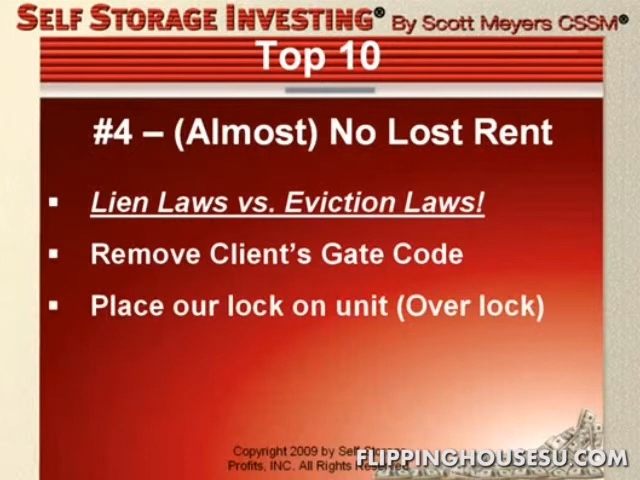 SELF STORAGE INVESTING® By Scott Meyers CSSM®
Top 10
#4 – (Almost) No Lost Rent
▪ Lien Laws vs. Eviction Laws!
▪ Remove Client's Gate Code
▪ Place our lock on unit (Over lock)
Copyright 2009 by Self Storage
Profits, INC. All Rights Reserved
FLIPPINGHOUSESU.COM